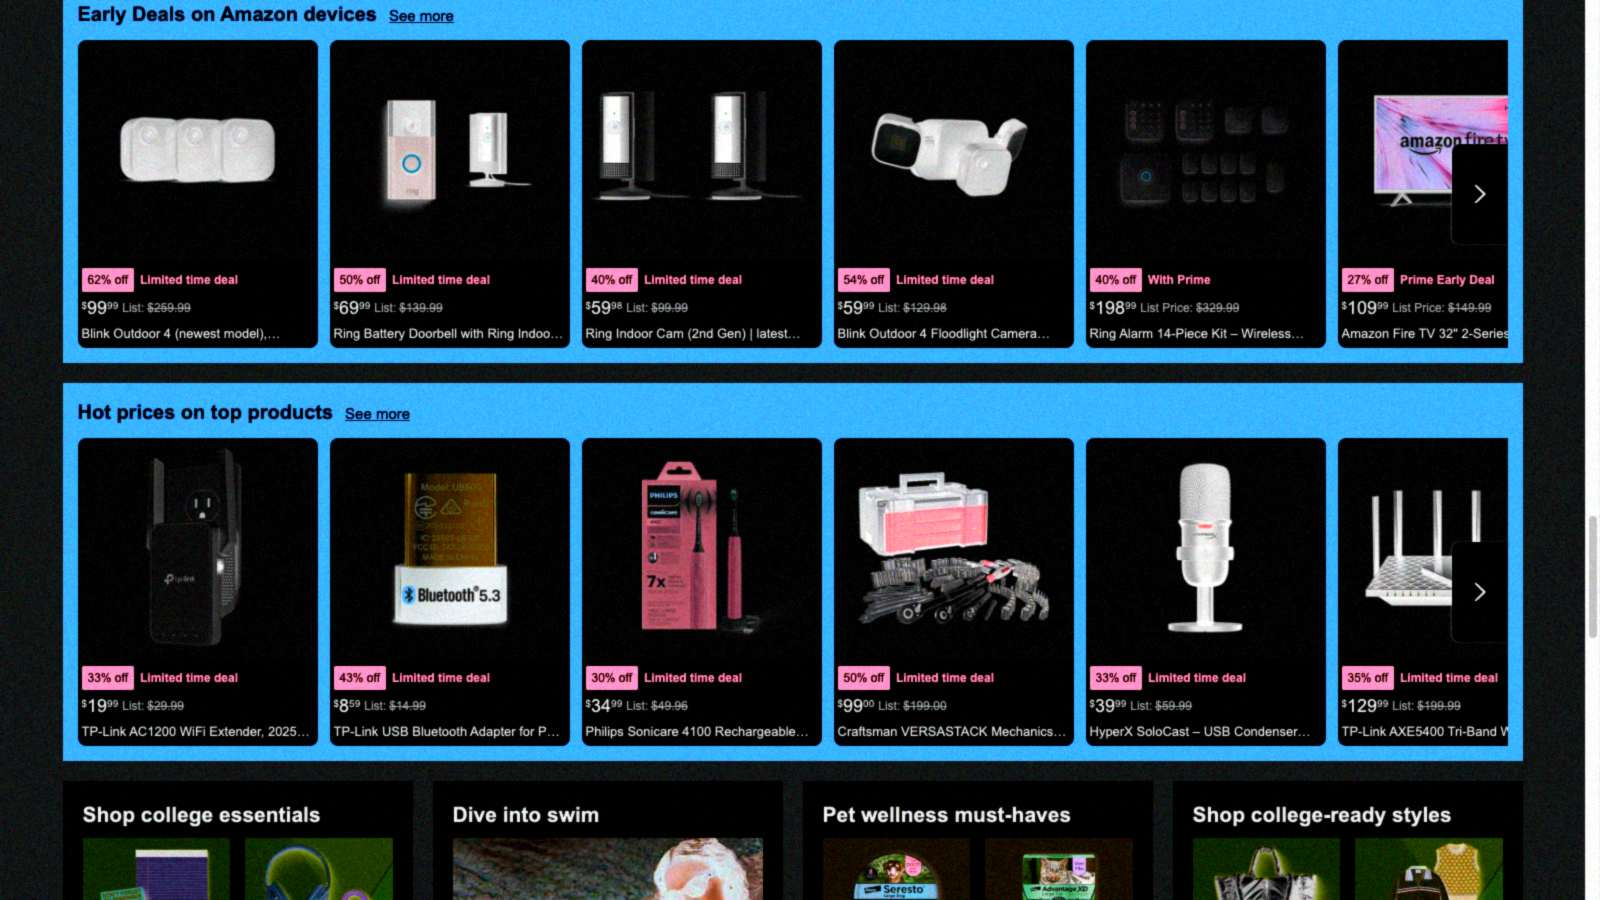 Early Deals on Amazon devices See more
ring
amazon fire tv
62% off Limited time deal
$99.99 List: $259.99
Blink Outdoor 4 (newest model),…
50% off Limited time deal
$69.99 List: $139.99
Ring Battery Doorbell with Ring Indoo…
40% off Limited time deal
$59.98 List: $99.99
Ring Indoor Cam (2nd Gen) | latest…
54% off Limited time deal
$59.99 List: $129.98
Blink Outdoor 4 Floodlight Camera…
40% off With Prime
$198.99 List Price: $329.99
Ring Alarm 14-Piece Kit – Wireless…
27% off Prime Early Deal
$109.99 List Price: $149.99
Amazon Fire TV 32" 2-Series
Hot prices on top products See more
tp-link
Bluetooth® 5.3
PHILIPS
sonicare
7x
33% off Limited time deal
$19.99 List: $29.99
TP-Link AC1200 WiFi Extender, 2025…
43% off Limited time deal
$8.59 List: $14.99
TP-Link USB Bluetooth Adapter for P…
30% off Limited time deal
$34.99 List: $49.96
Philips Sonicare 4100 Rechargeable…
50% off Limited time deal
$99.00 List: $199.00
Craftsman VERSASTACK Mechanics…
33% off Limited time deal
$39.99 List: $59.99
HyperX SoloCast – USB Condenser…
35% off Limited time deal
$129.99 List: $199.99
TP-Link AXE5400 Tri-Band W
Shop college essentials
Dive into swim
Pet wellness must-haves
Seresto
Advantage XD
Shop college-ready styles